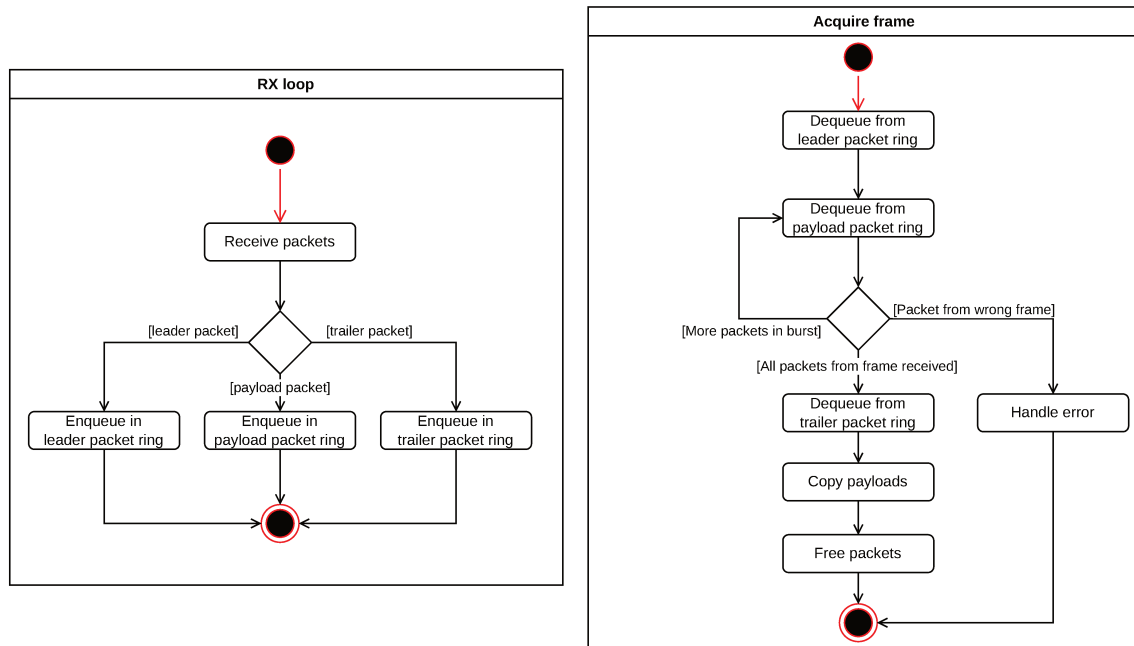 RX loop
Receive packets
[leader packet]
[trailer packet]
[payload packet]
Enqueue in
leader packet ring
Enqueue in
payload packet ring
Enqueue in
trailer packet ring
Acquire frame
Dequeue from
leader packet ring
Dequeue from
payload packet ring
[More packets in burst]
[Packet from wrong frame]
[All packets from frame received]
Dequeue from
trailer packet ring
Handle error
Copy payloads
Free packets